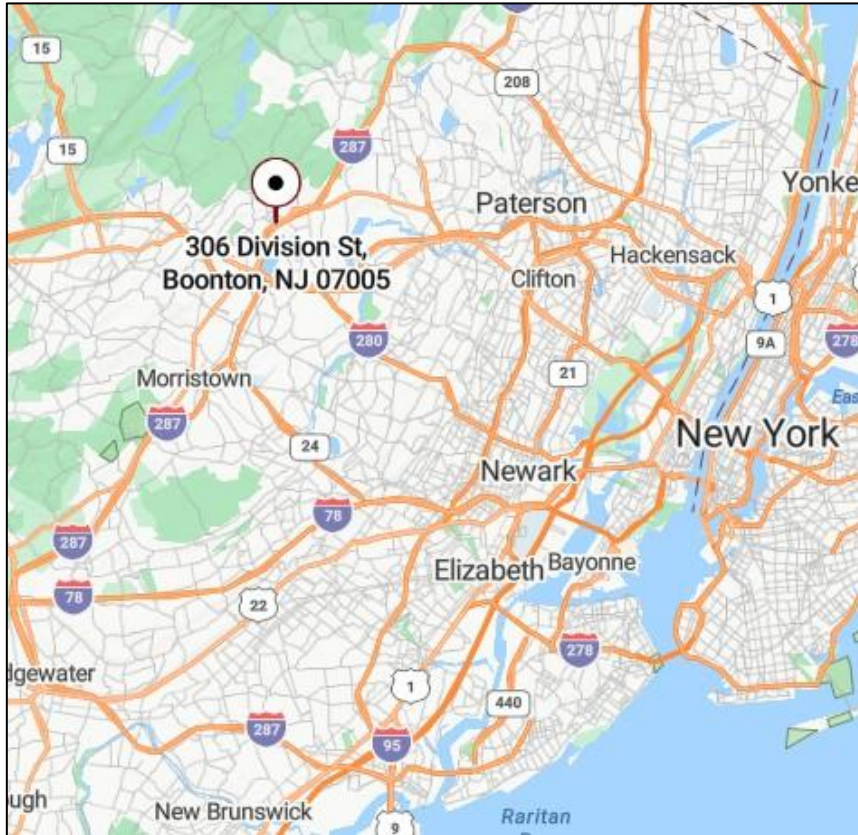 15
208
15
287
Yonke
Paterson
306 Division St,
Boonton, NJ 07005
Hackensack
Clifton
1
9A
278
280
21
Morristown
East
287
24
New York
Newark
78
287
Elizabeth
Bayonne
78
22
278
dgewater
1
440
287
95
ough
New Brunswick
9
Raritan